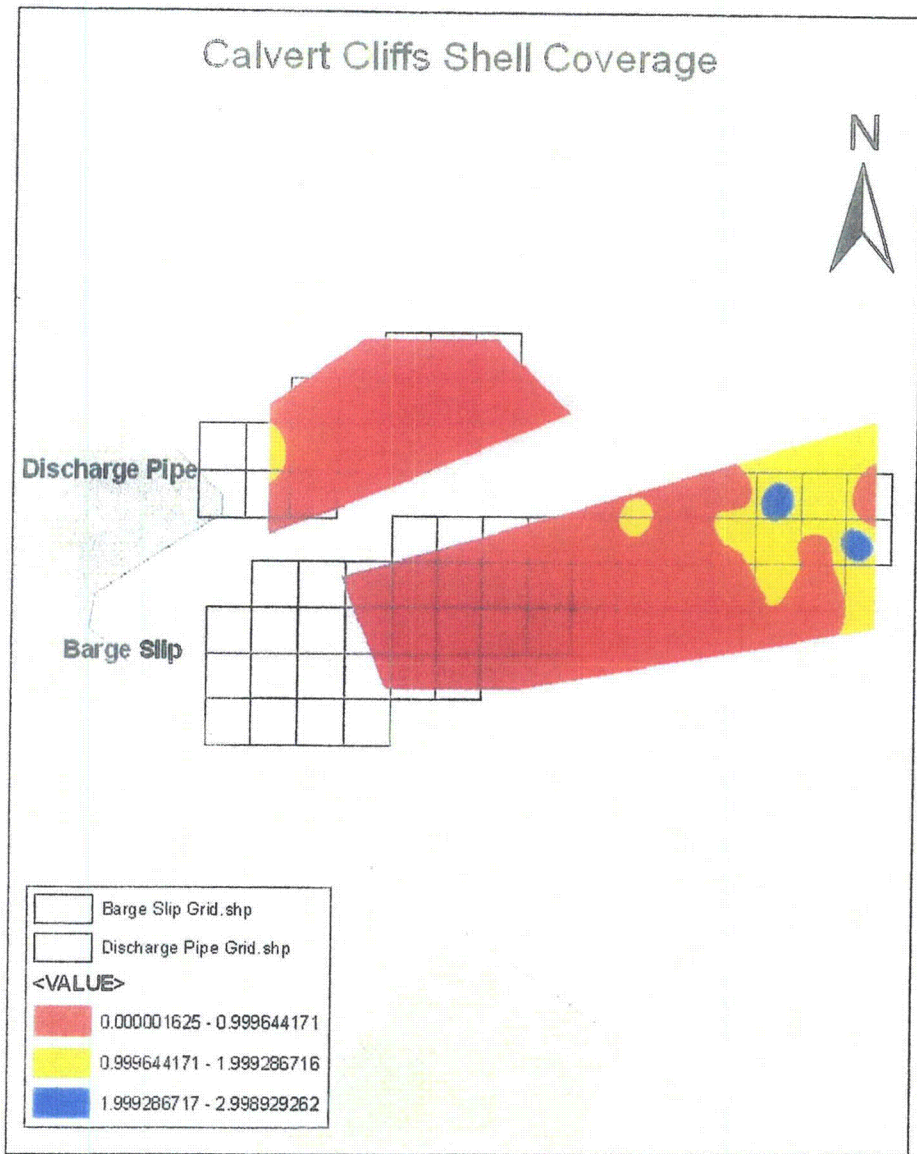 Calvert Cliffs Shell Coverage
N
Discharge Pipe
Barge Slip
Barge Slip Grid.shp
Discharge Pipe Grid.shp
<VALUE>
0.000001625 - 0.999644171
0.999644171 - 1.999286716
1.999286717 - 2.998929262